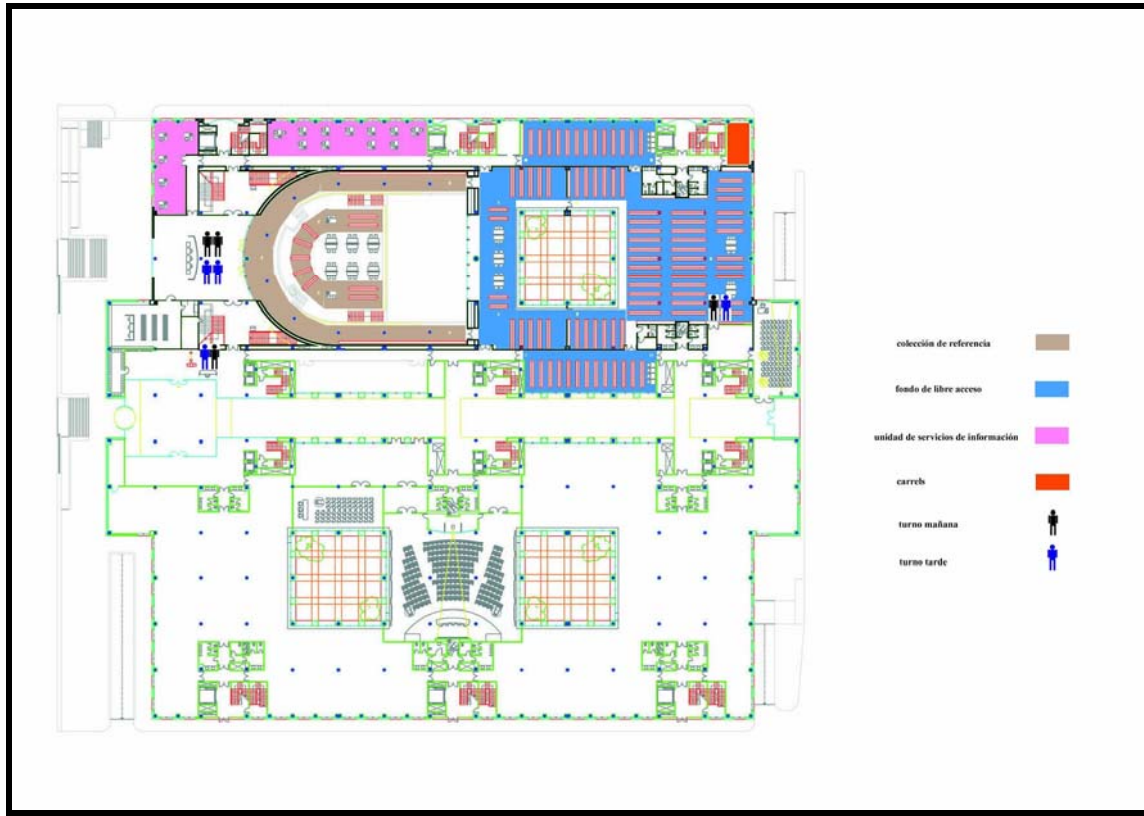 colección de referencia
fondo de libre acceso
unidad de servicios de información
carrels
turno mañana
turno tarde